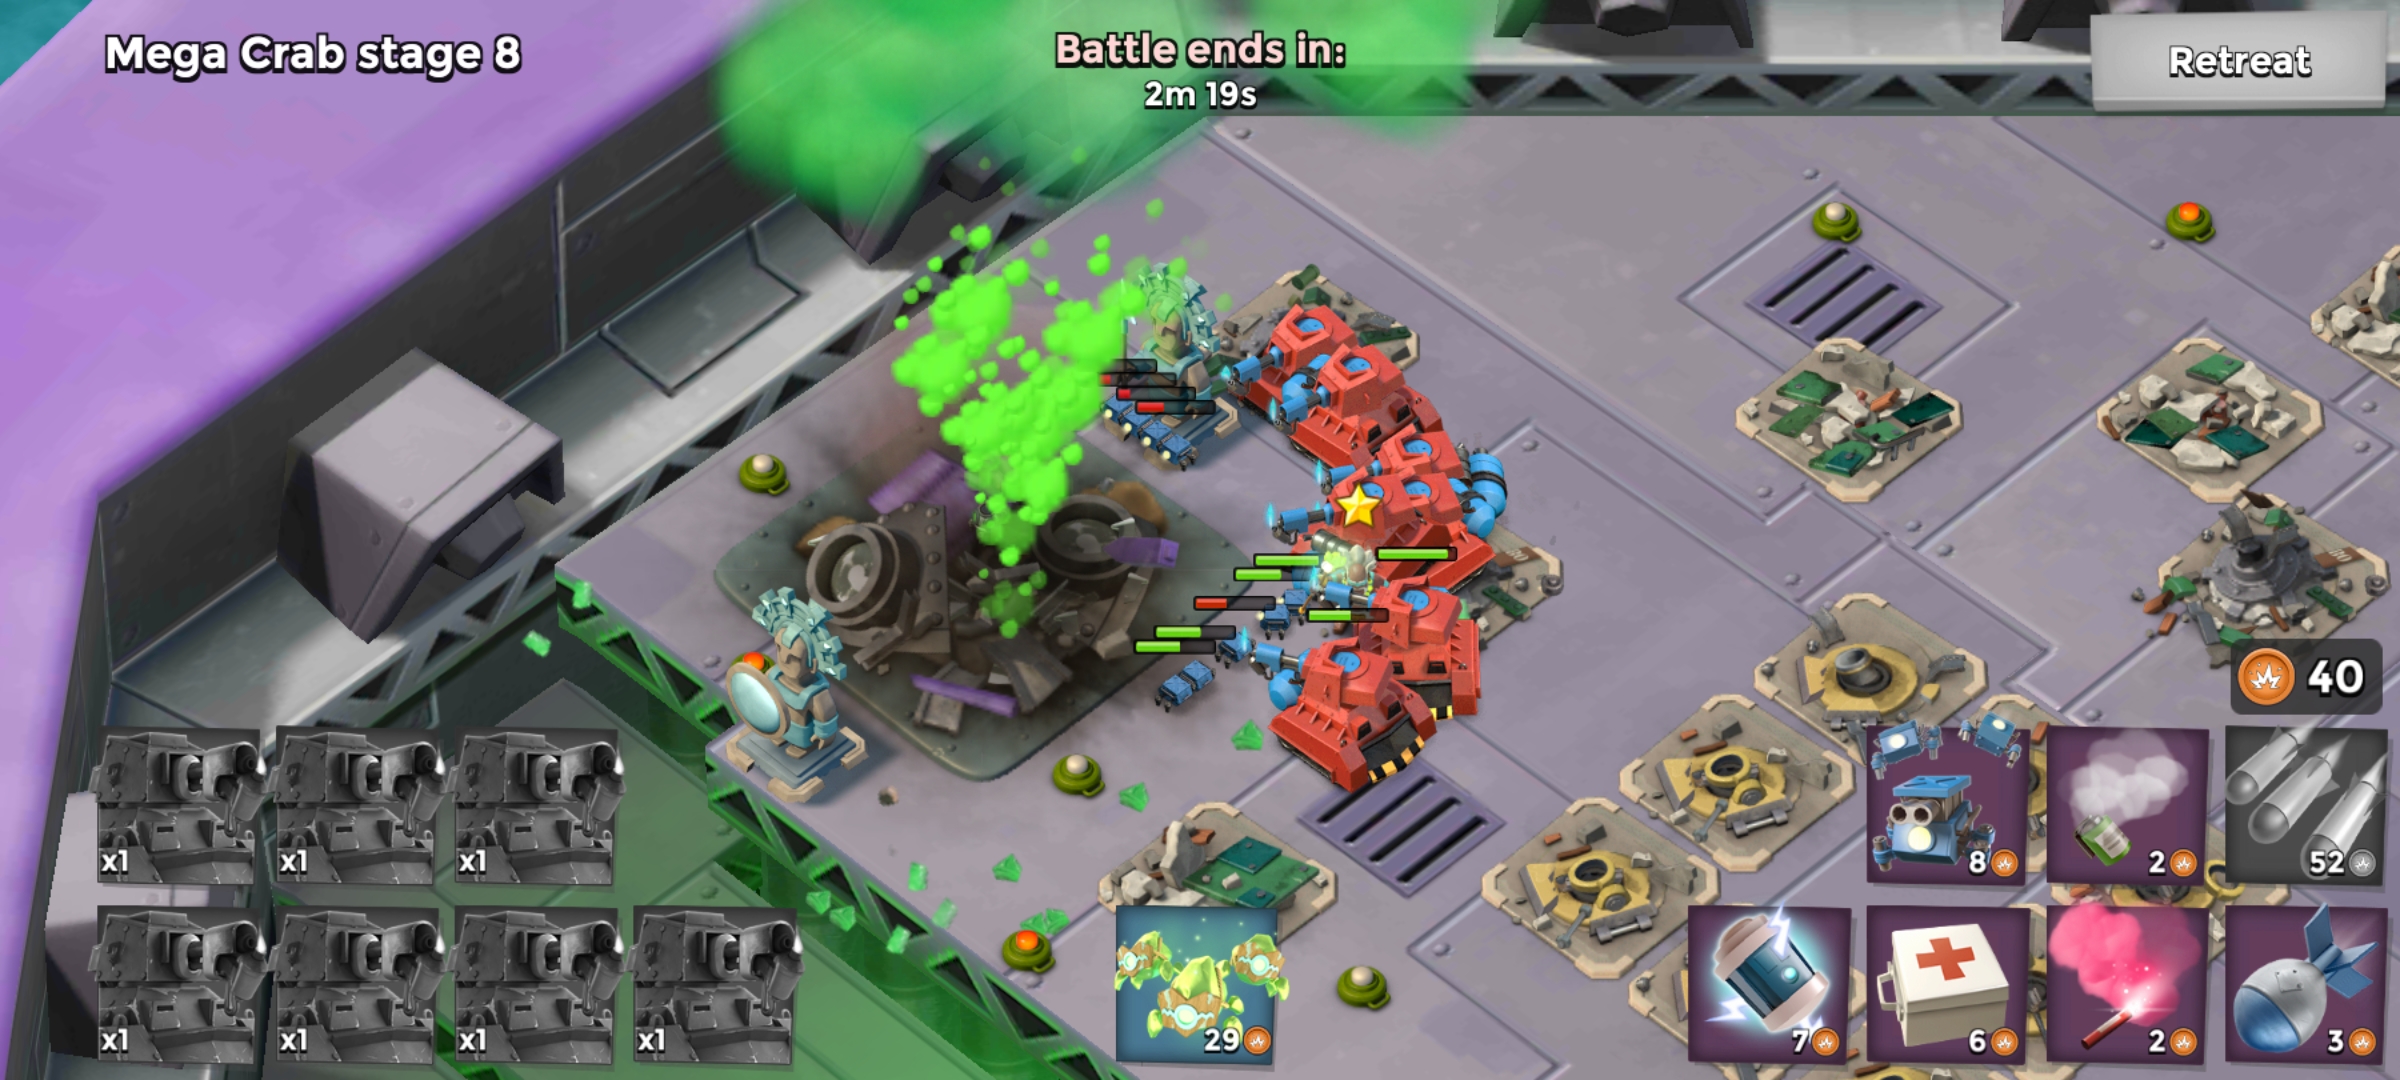 Mega Crab stage 8
Battle ends in:
2m 19s
Retreat
40
x1
x1
x1
8
2
52
x1
x1
x1
x1
29
7
6
2
3